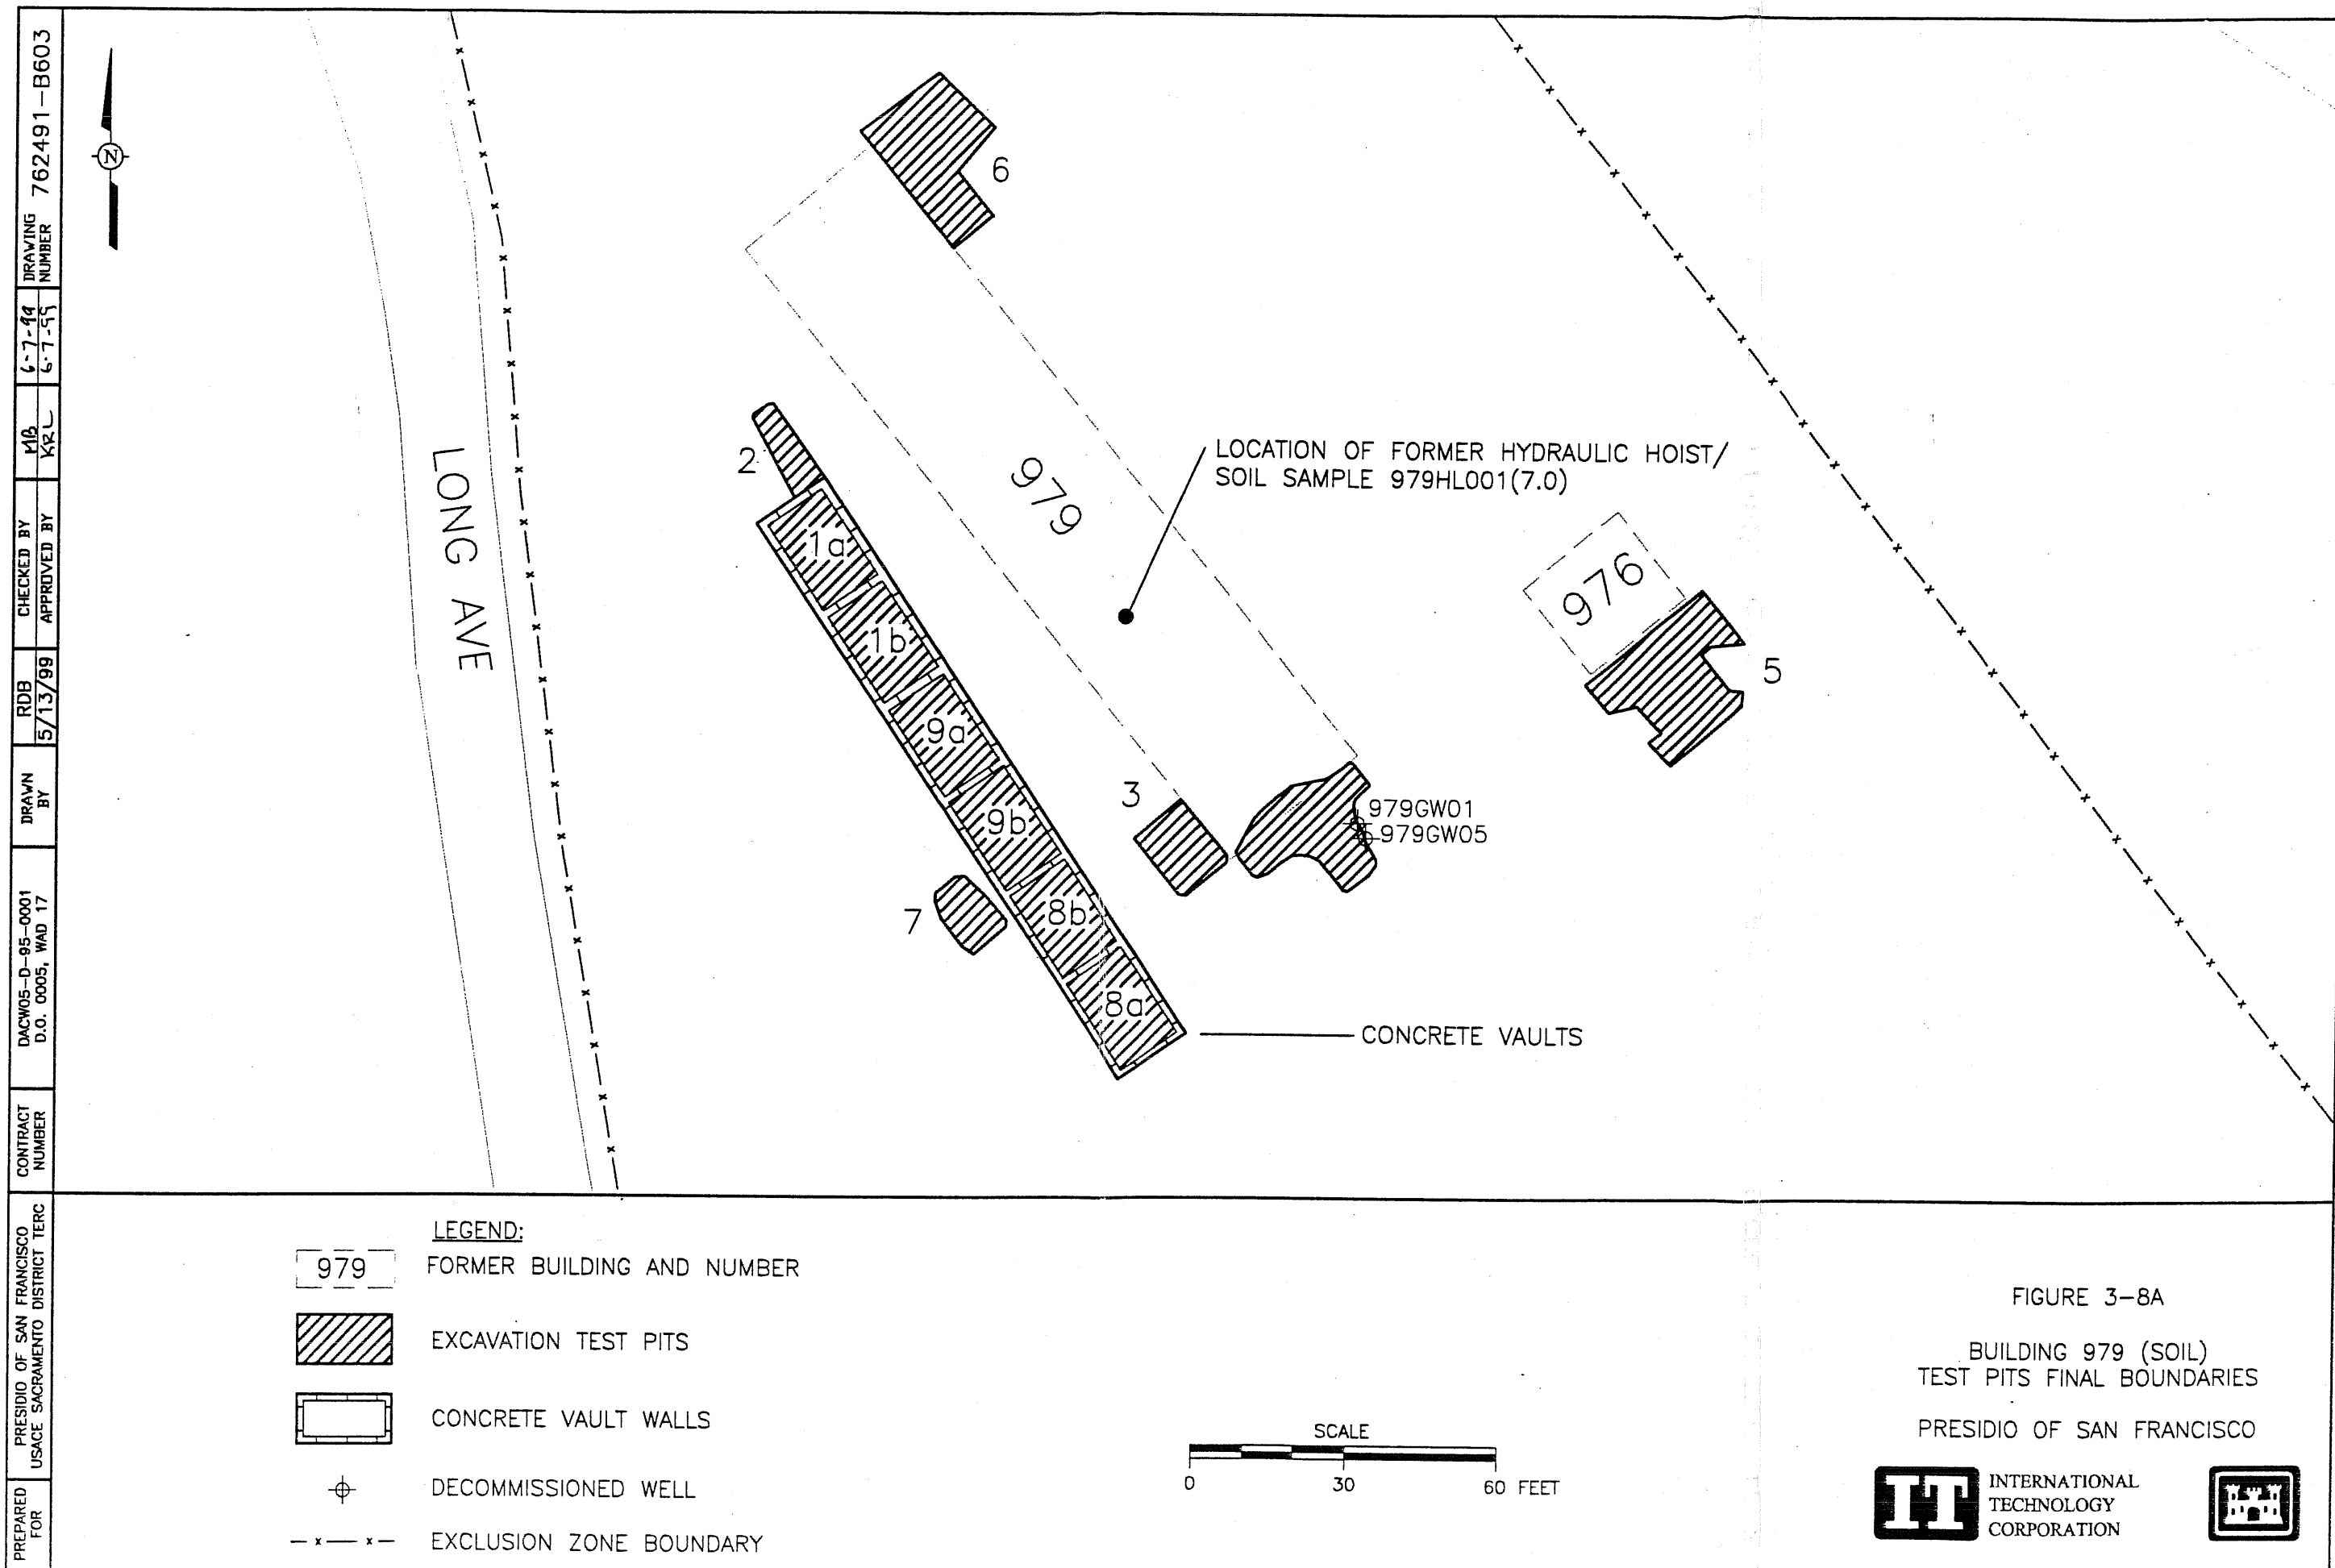 PREPARED
FOR
PRESIDIO OF SAN FRANCISCO
USACE SACRAMENTO DISTRICT TERC
CONTRACT
NUMBER
DACW05-D-95-0001
D.O. 0005, WAD 17
DRAWN
BY
RDB
5/13/99
CHECKED BY
APPROVED BY
MB
KRL
6-7-99
6-7-99
DRAWING
NUMBER
762491-B603
N
LONG AVE
6
2
979
LOCATION OF FORMER HYDRAULIC HOIST/
SOIL SAMPLE 979HL001(7.0)
1a
1b
9a
9b
8b
8a
976
5
3
979GW01
979GW05
7
CONCRETE VAULTS
LEGEND:
979
FORMER BUILDING AND NUMBER
EXCAVATION TEST PITS
CONCRETE VAULT WALLS
DECOMMISSIONED WELL
EXCLUSION ZONE BOUNDARY
SCALE
0 30 60 FEET
FIGURE 3-8A
BUILDING 979 (SOIL)
TEST PITS FINAL BOUNDARIES
PRESIDIO OF SAN FRANCISCO
IT
INTERNATIONAL
TECHNOLOGY
CORPORATION